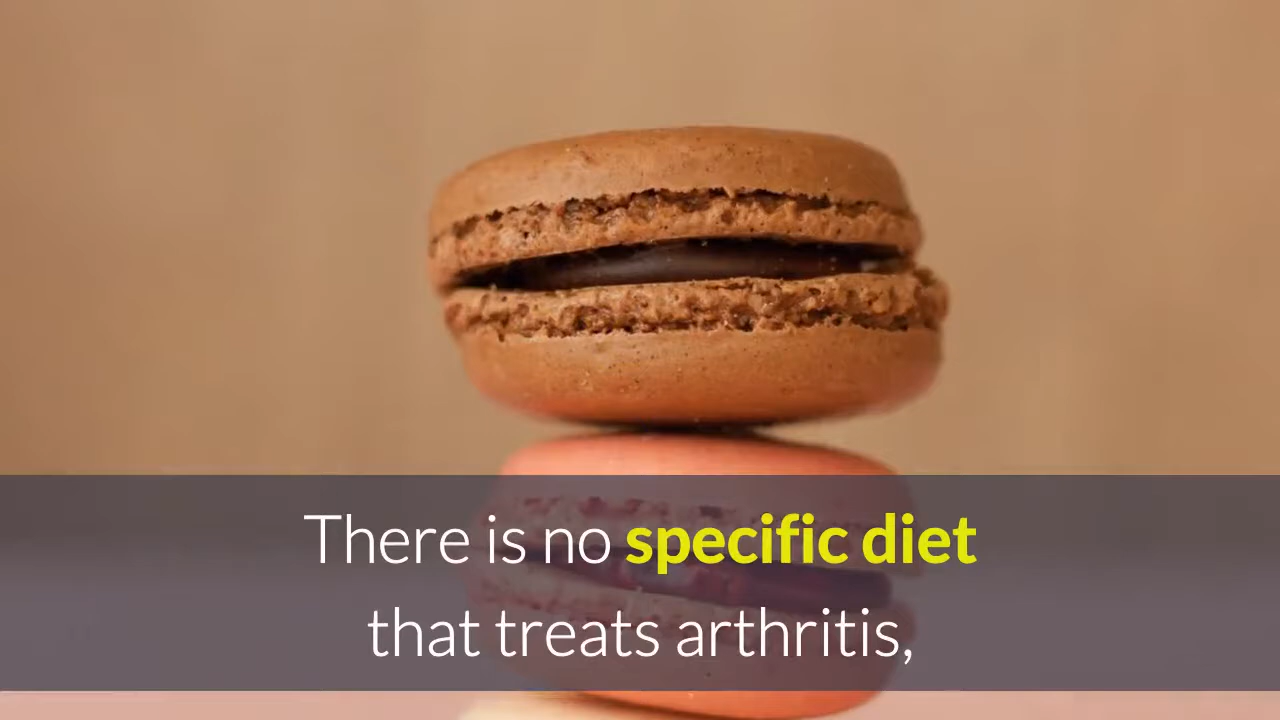 There is no specific diet
that treats arthritis,